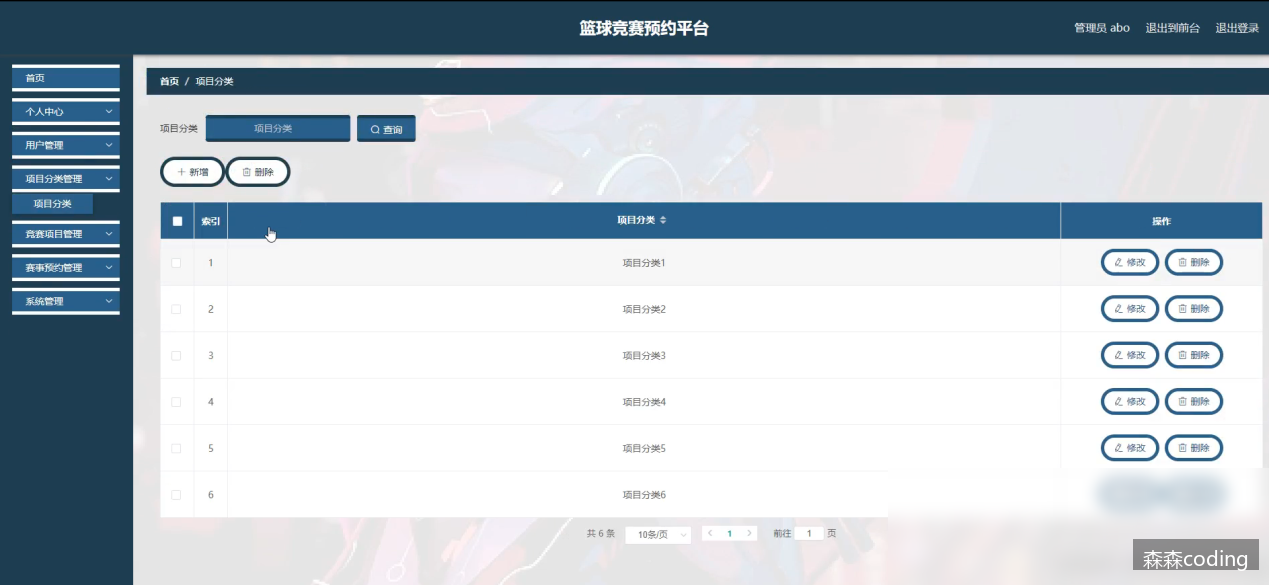 篮球竞赛预约平台
管理员 abo 退出到前台 退出登录
首页
个人中心
用户管理
项目分类管理
项目分类
竞赛项目管理
赛事预约管理
系统管理
首页 / 项目分类
项目分类 项目分类 查询
新增 删除
索引 项目分类 操作
1 项目分类1 修改 删除
2 项目分类2 修改 删除
3 项目分类3 修改 删除
4 项目分类4 修改 删除
5 项目分类5 修改 删除
6 项目分类6
共 6 条 10条/页 1 前往 1 页
森森coding